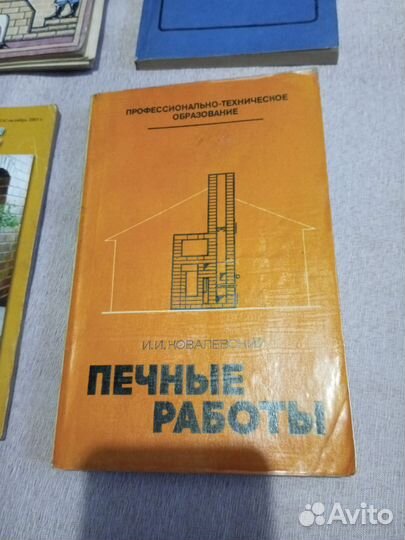 ПРОФЕССИОНАЛЬНО-ТЕХНИЧЕСКОЕ
ОБРАЗОВАНИЕ
И.И. КОВАЛЕВСКИЙ
ПЕЧНЫЕ
РАБОТЫ
Avito